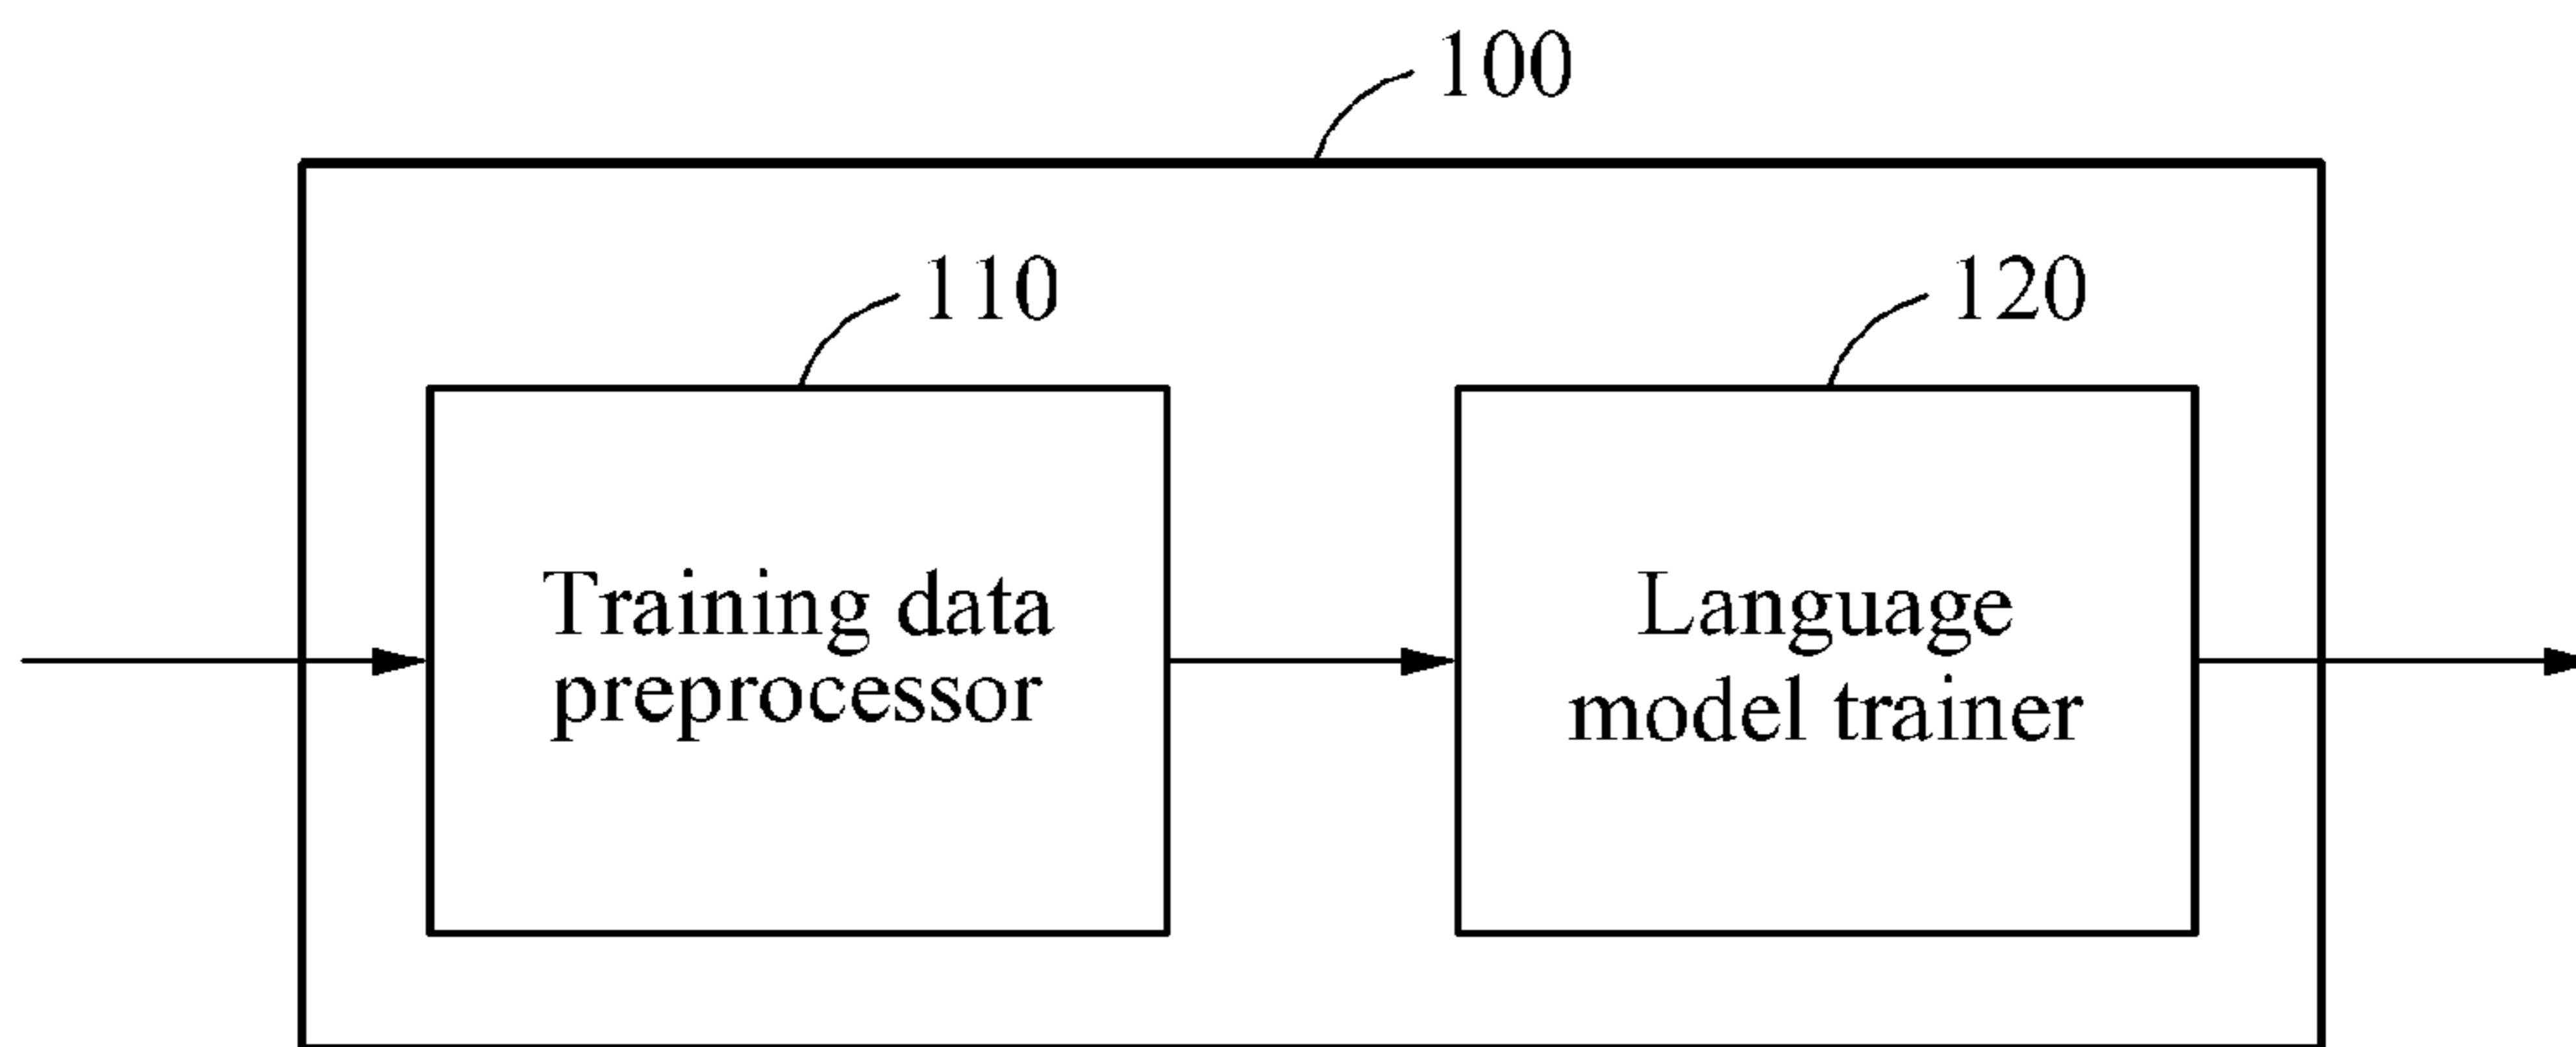 100
110
120
Training data
preprocessor
Language
model trainer